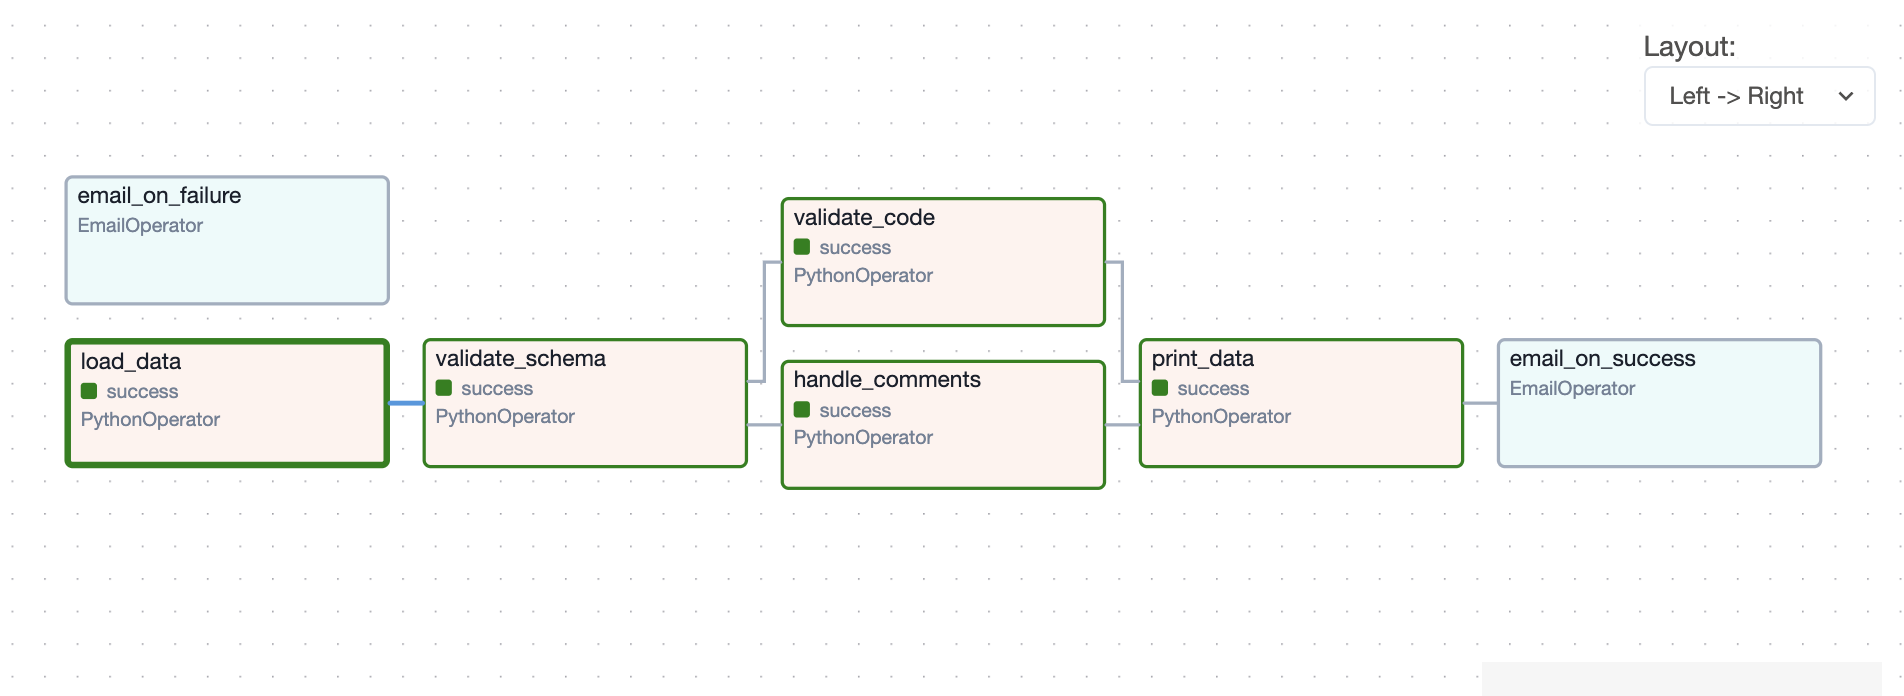 Layout:
Left -> Right
email_on_failure
EmailOperator
load_data
success
PythonOperator
validate_schema
success
PythonOperator
validate_code
success
PythonOperator
handle_comments
success
PythonOperator
print_data
success
PythonOperator
email_on_success
EmailOperator